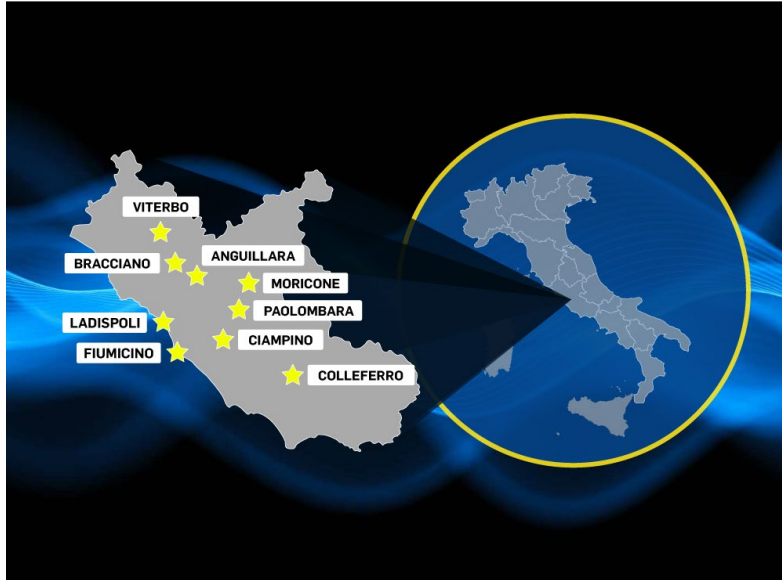 VITERBO
ANGUILLARA
BRACCIANO
MORICONE
PAOLOMBARA
LADISPOLI
CIAMPINO
FIUMICINO
COLLEFERRO